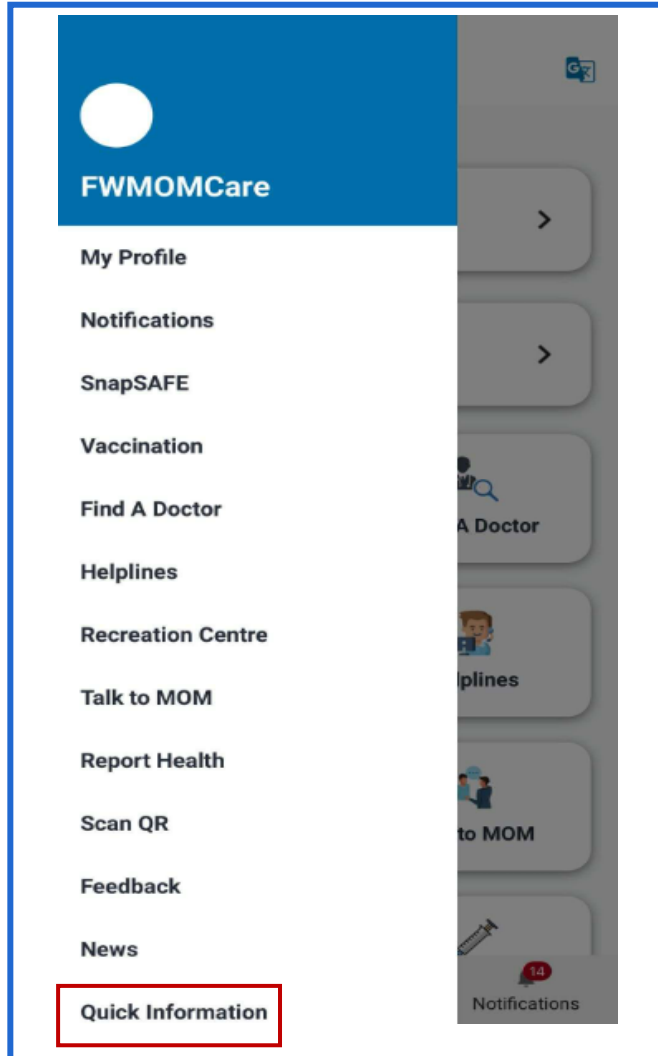 FWMOMCare
My Profile
Notifications
SnapSAFE
Vaccination
Find A Doctor
Helplines
Recreation Centre
Talk to MOM
Report Health
Scan QR
Feedback
News
Quick Information
G
A Doctor
lplines
to MOM
14
Notifications